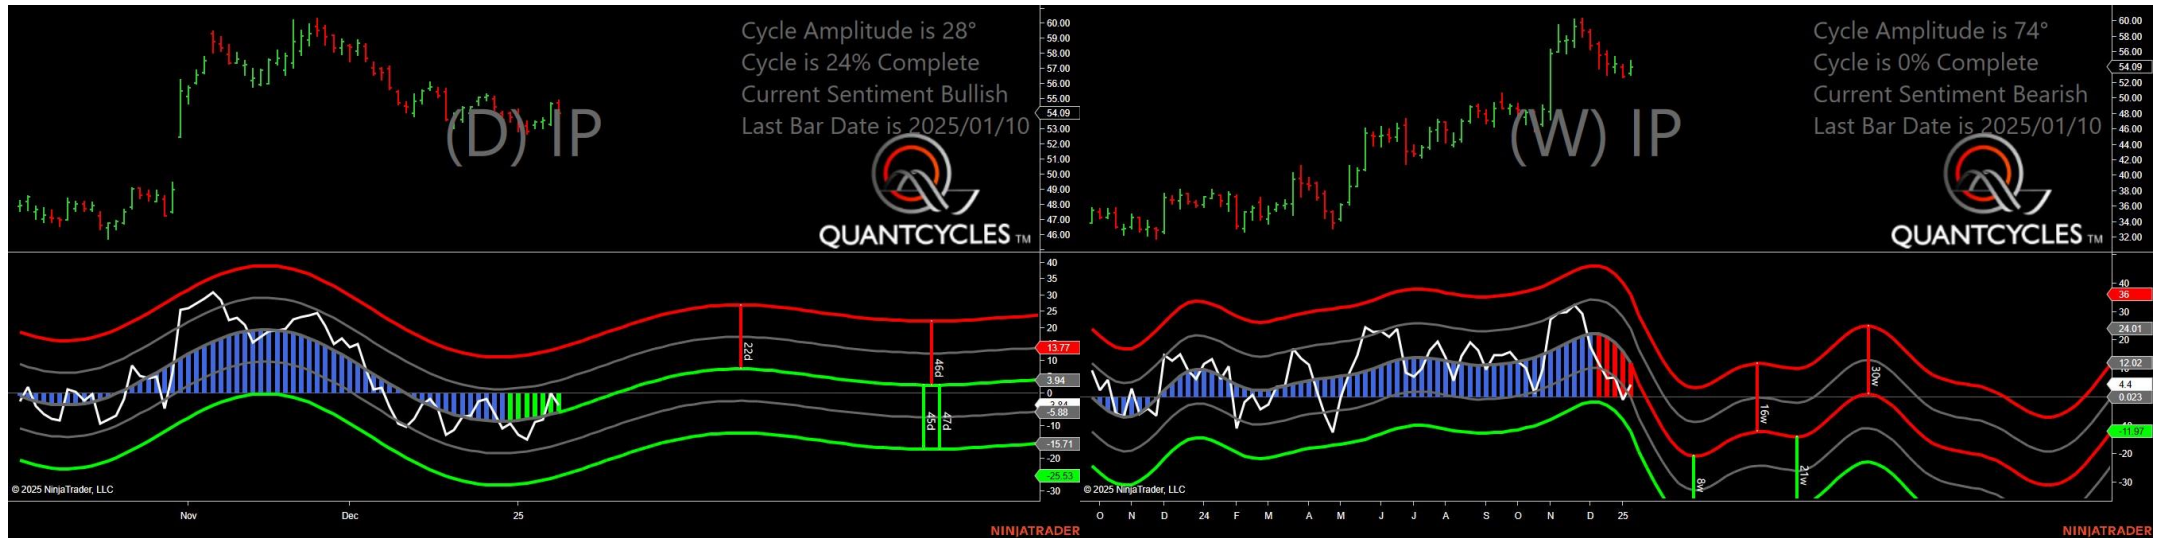 Cycle Amplitude is 28°
Cycle is 24% Complete
Current Sentiment Bullish
Last Bar Date is 2025/01/10
(D) IP
QUANTCYCLES TM
60.00
59.00
58.00
57.00
56.00
55.00
54.09
53.00
52.00
51.00
50.00
49.00
48.00
47.00
46.00
40
35
30
25
20
13.77
10
3.94
0
-5.88
-10
-15.71
-20
-25.53
-30
22d
46d
45d
47d
© 2025 NinjaTrader, LLC
Nov
Dec
25
NINJATRADER
Cycle Amplitude is 74°
Cycle is 0% Complete
Current Sentiment Bearish
Last Bar Date is 2025/01/10
(W) IP
QUANTCYCLES TM
60.00
58.00
56.00
54.09
52.00
50.00
48.00
46.00
44.00
42.00
40.00
38.00
36.00
34.00
32.00
40
36
30
24.01
20
12.02
4.4
0.023
-11.97
-20
-30
8w
16w
21w
30w
© 2025 NinjaTrader, LLC
O N D 24 F M A M J J A S O N D 25
NINJATRADER